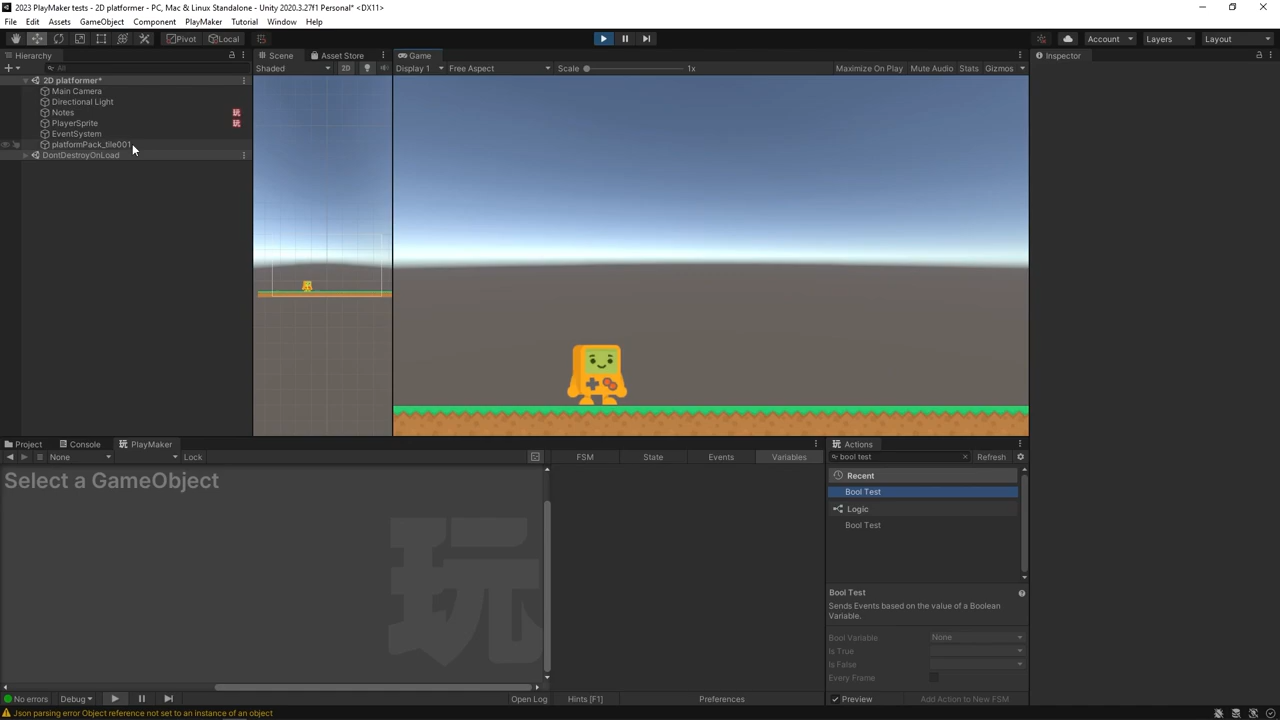 2023 PlayMaker tests - 2D platformer - PC, Mac & Linux Standalone - Unity 2020.3.27f1 Personal* <DX11>
File Edit Assets GameObject Component PlayMaker Tutorial Window Help
Pivot Local Account Layers Layout
Hierarchy Scene Asset Store Game Inspector
All Shaded 2D Display 1 Free Aspect Scale 1x Maximize On Play Mute Audio Stats Gizmos
2D platformer*
Main Camera
Directional Light
Notes 玩
PlayerSprite 玩
EventSystem
platformPack_tile001
DontDestroyOnLoad
Project Console PlayMaker Actions
None Lock FSM State Events Variables bool test Refresh
Select a GameObject
玩
Recent
Bool Test
Logic
Bool Test
Bool Test
Sends Events based on the value of a Boolean
Variable.
Bool Variable None
Is True
Is False
Every Frame
No errors Debug Open Log Hints [F1] Preferences Preview Add Action to New FSM
Json parsing error Object reference not set to an instance of an object